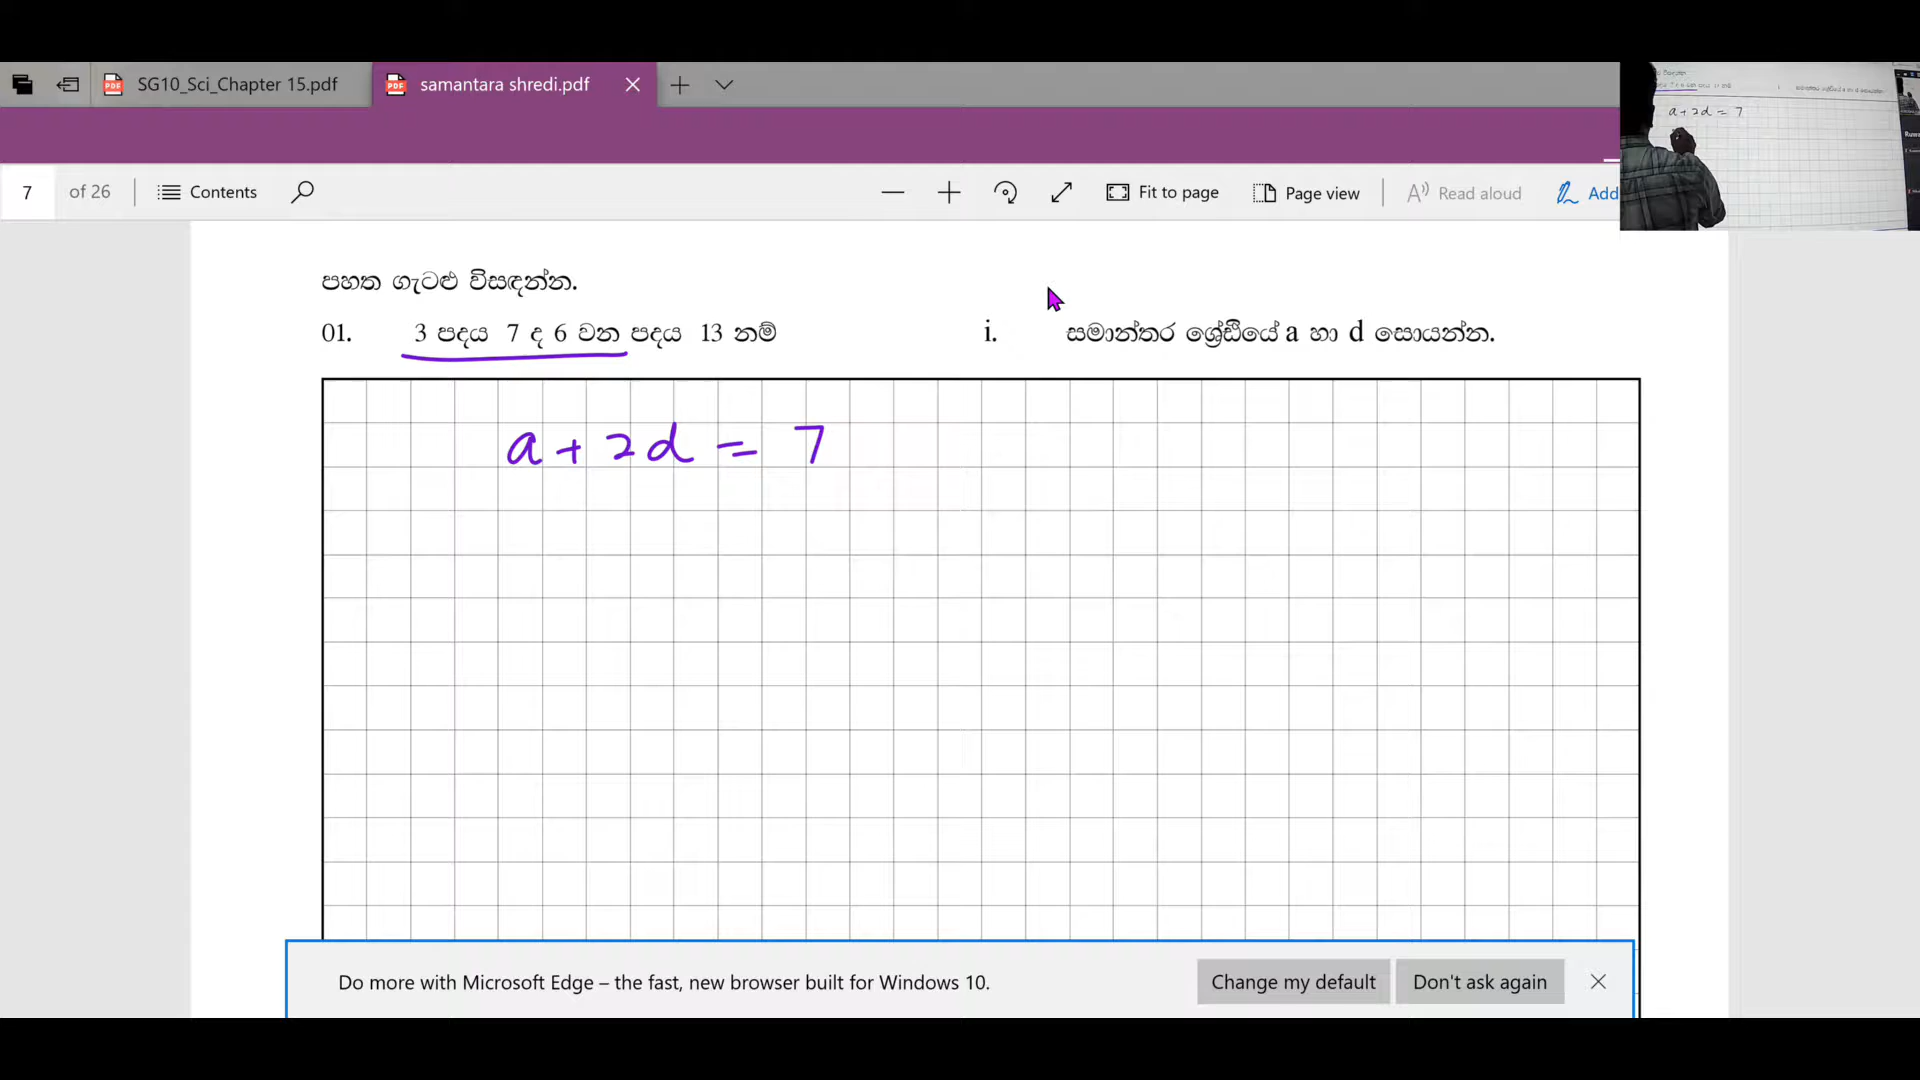 SG10_Sci_Chapter 15.pdf
samantara shredi.pdf
7 of 26
Contents
Fit to page
Page view
Read aloud
Add
පහත ගැටළු විසඳන්න.
01. 3 පදය 7 ද 6 වන පදය 13 නම්
i. සමාන්තර ශ්‍රේඪියේ a හා d සොයන්න.
a + 2d = 7
a + 2d = 7
Do more with Microsoft Edge – the fast, new browser built for Windows 10.
Change my default
Don't ask again